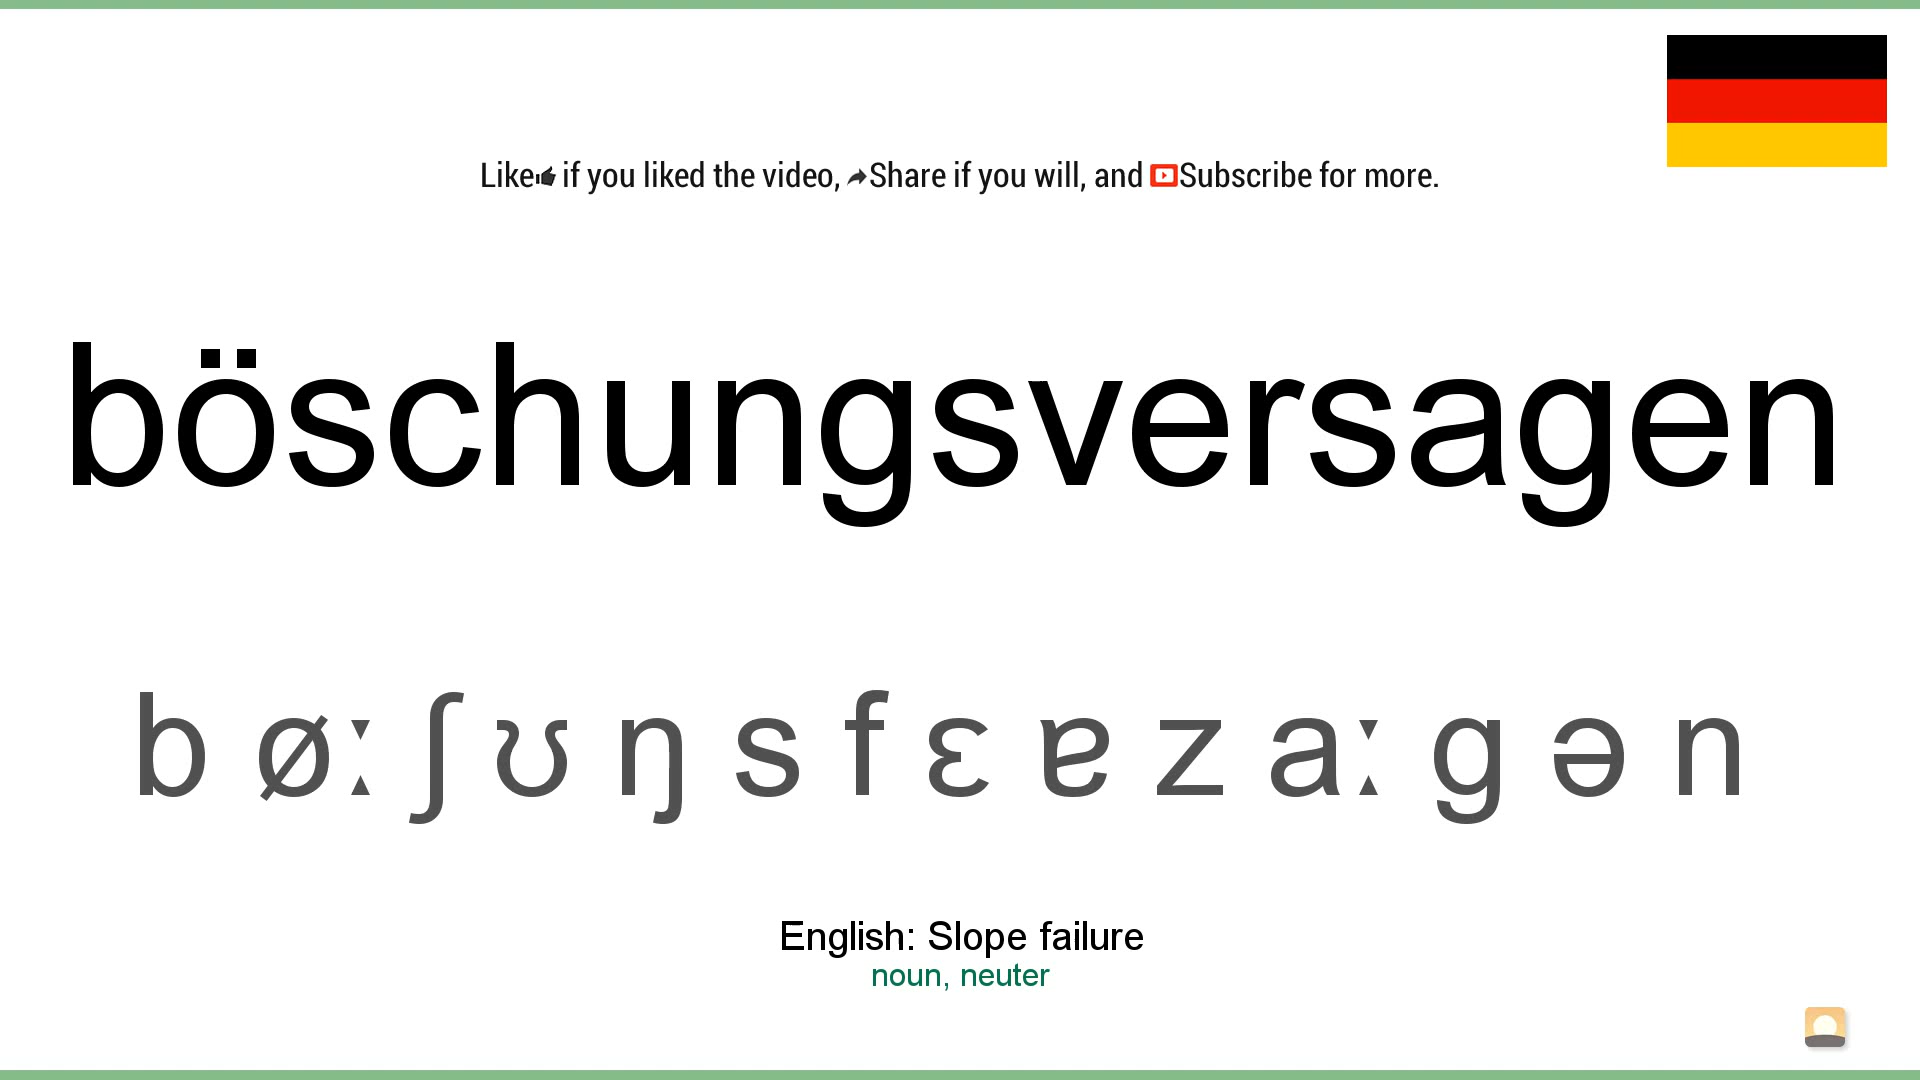 Like if you liked the video, Share if you will, and Subscribe for more.
böschungsversagen
b øː ʃ ʊ ŋ s f ɛ ɐ z aː g ə n
English: Slope failure
noun, neuter